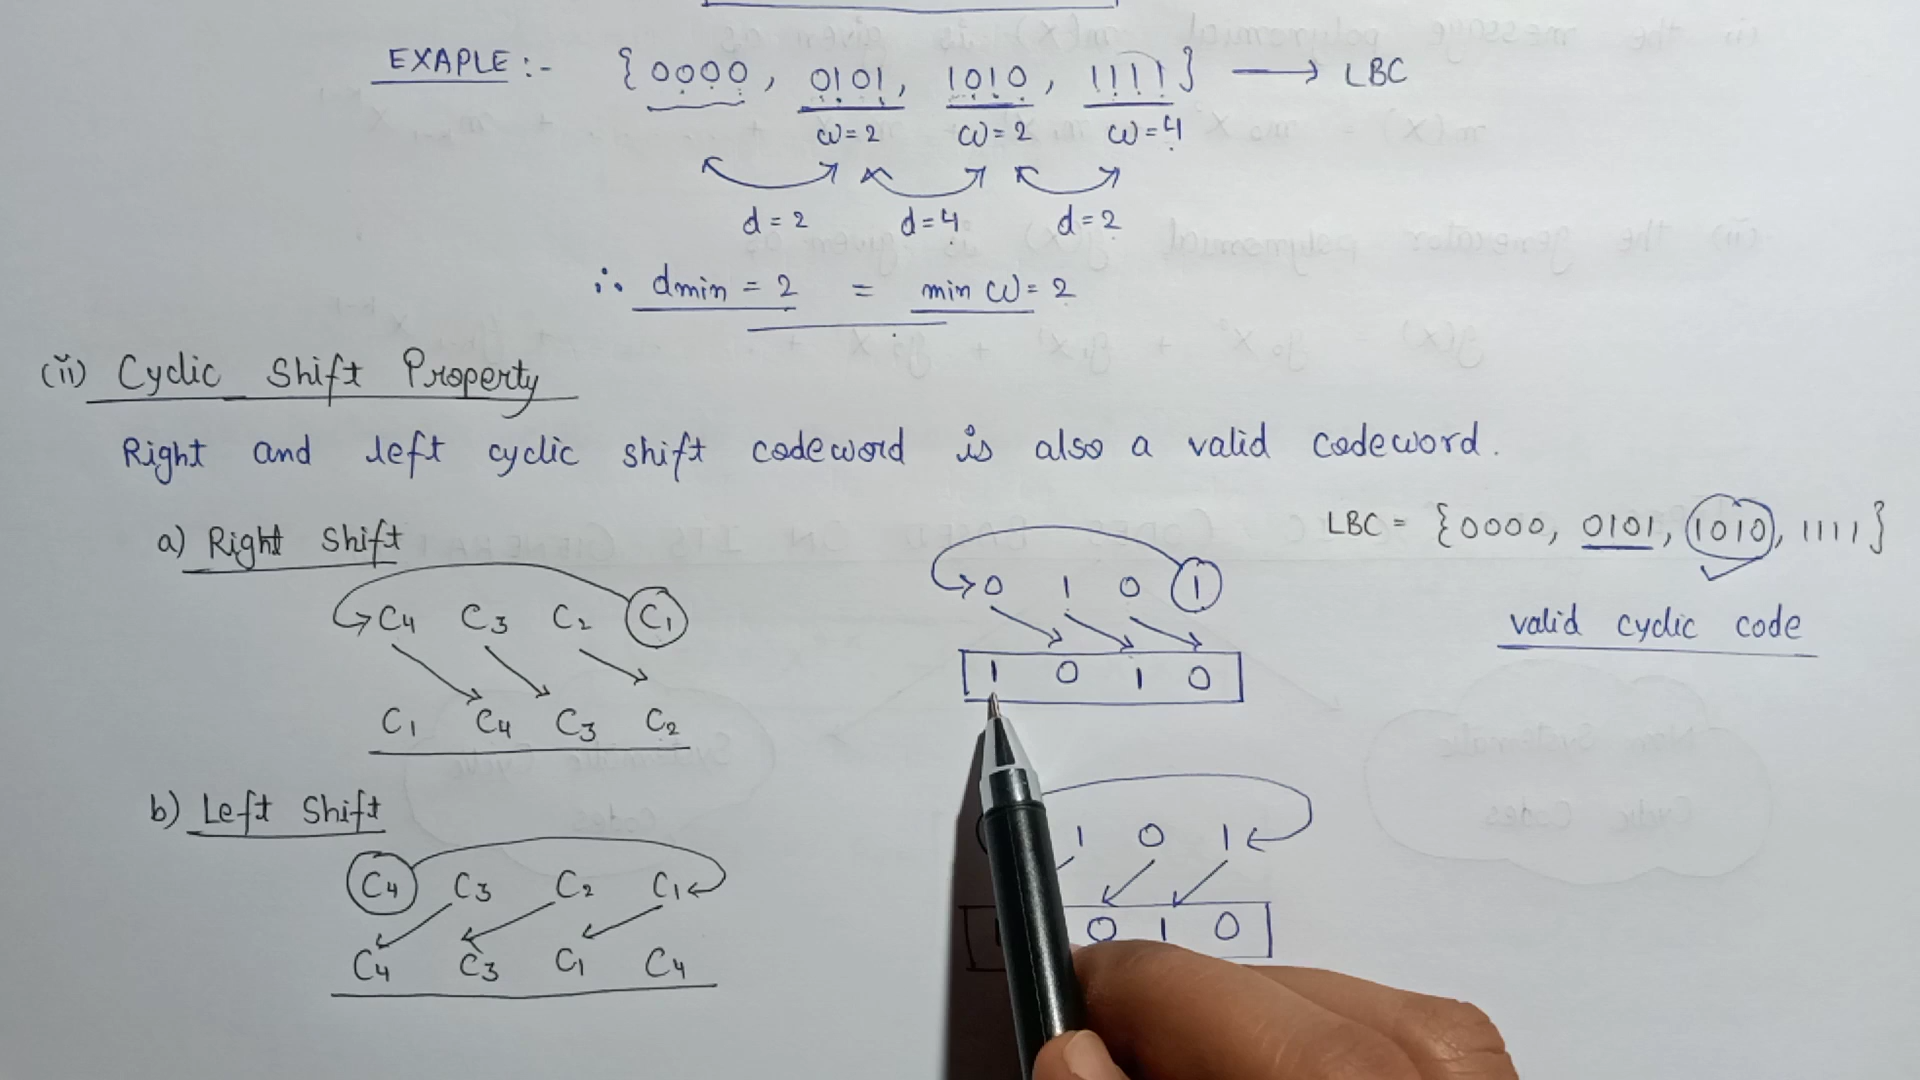 EXAPLE :- {0000, 0101, 1010, 1111} → LBC
ω=2 ω=2 ω=4
d=2 d=4 d=2
∴ dmin = 2 = min ω = 2
(ii) Cyclic Shift Property
Right and left cyclic shift codeword is also a valid codeword.
LBC = {0000, 0101, 1010, 1111}
valid cyclic code
a) Right Shift
C4 C3 C2 C1
C1 C4 C3 C2
0 1 0 1
1 0 1 0
b) Left Shift
C4 C3 C2 C1
C4 C3 C1 C4
1 0 1
0 1 0